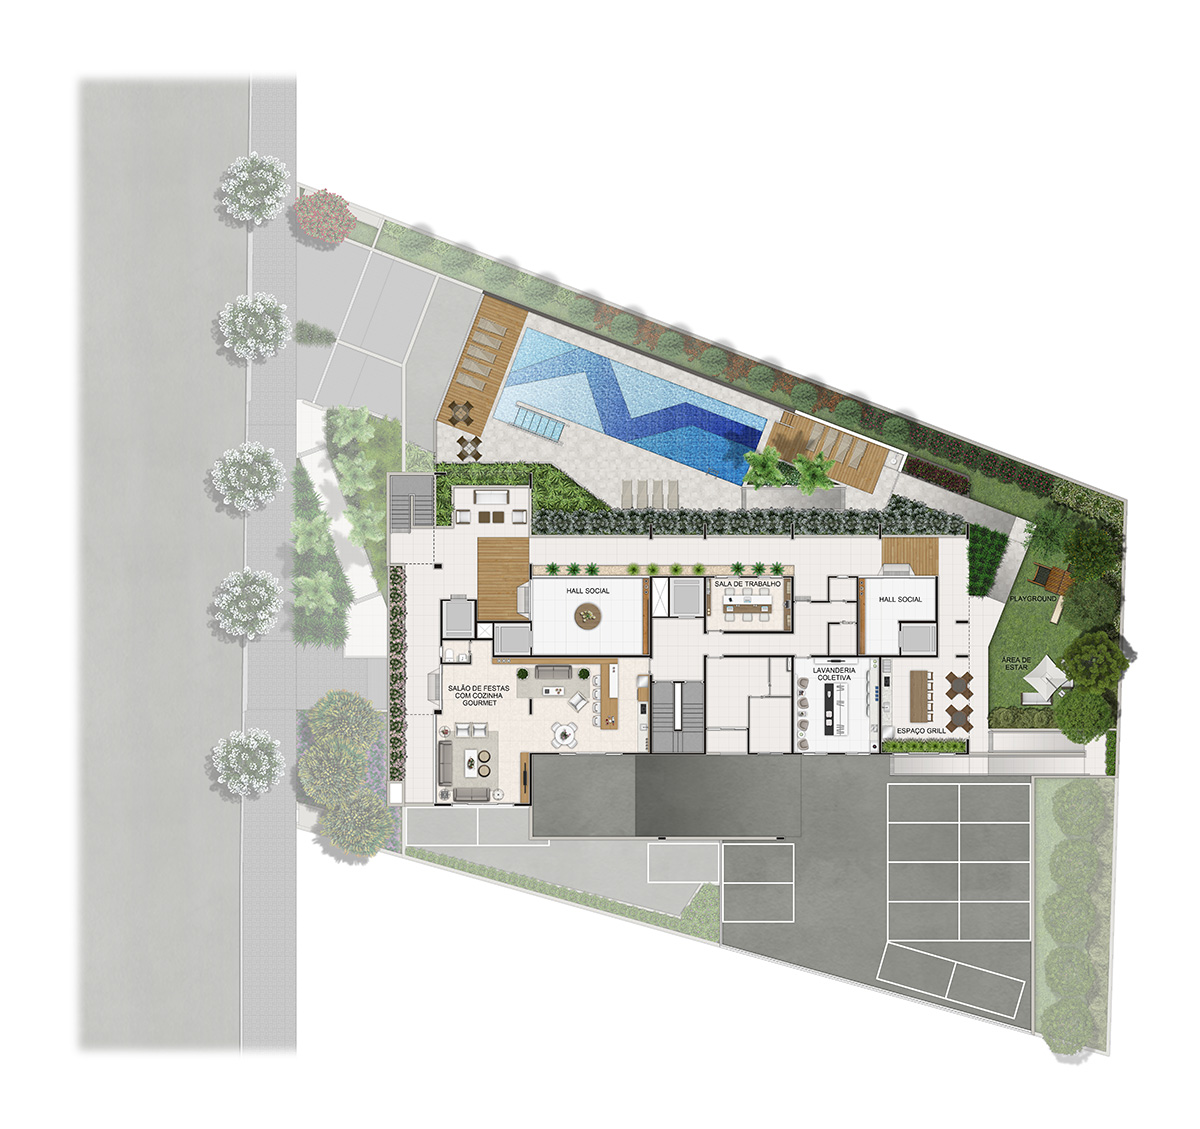 SALA DE TRABALHO
HALL SOCIAL
HALL SOCIAL
PLAYGROUND
ÁREA DE
ESTAR
LAVANDERIA
COLETIVA
SALÃO DE FESTAS
COM COZINHA
GOURMET
ESPAÇO GRILL